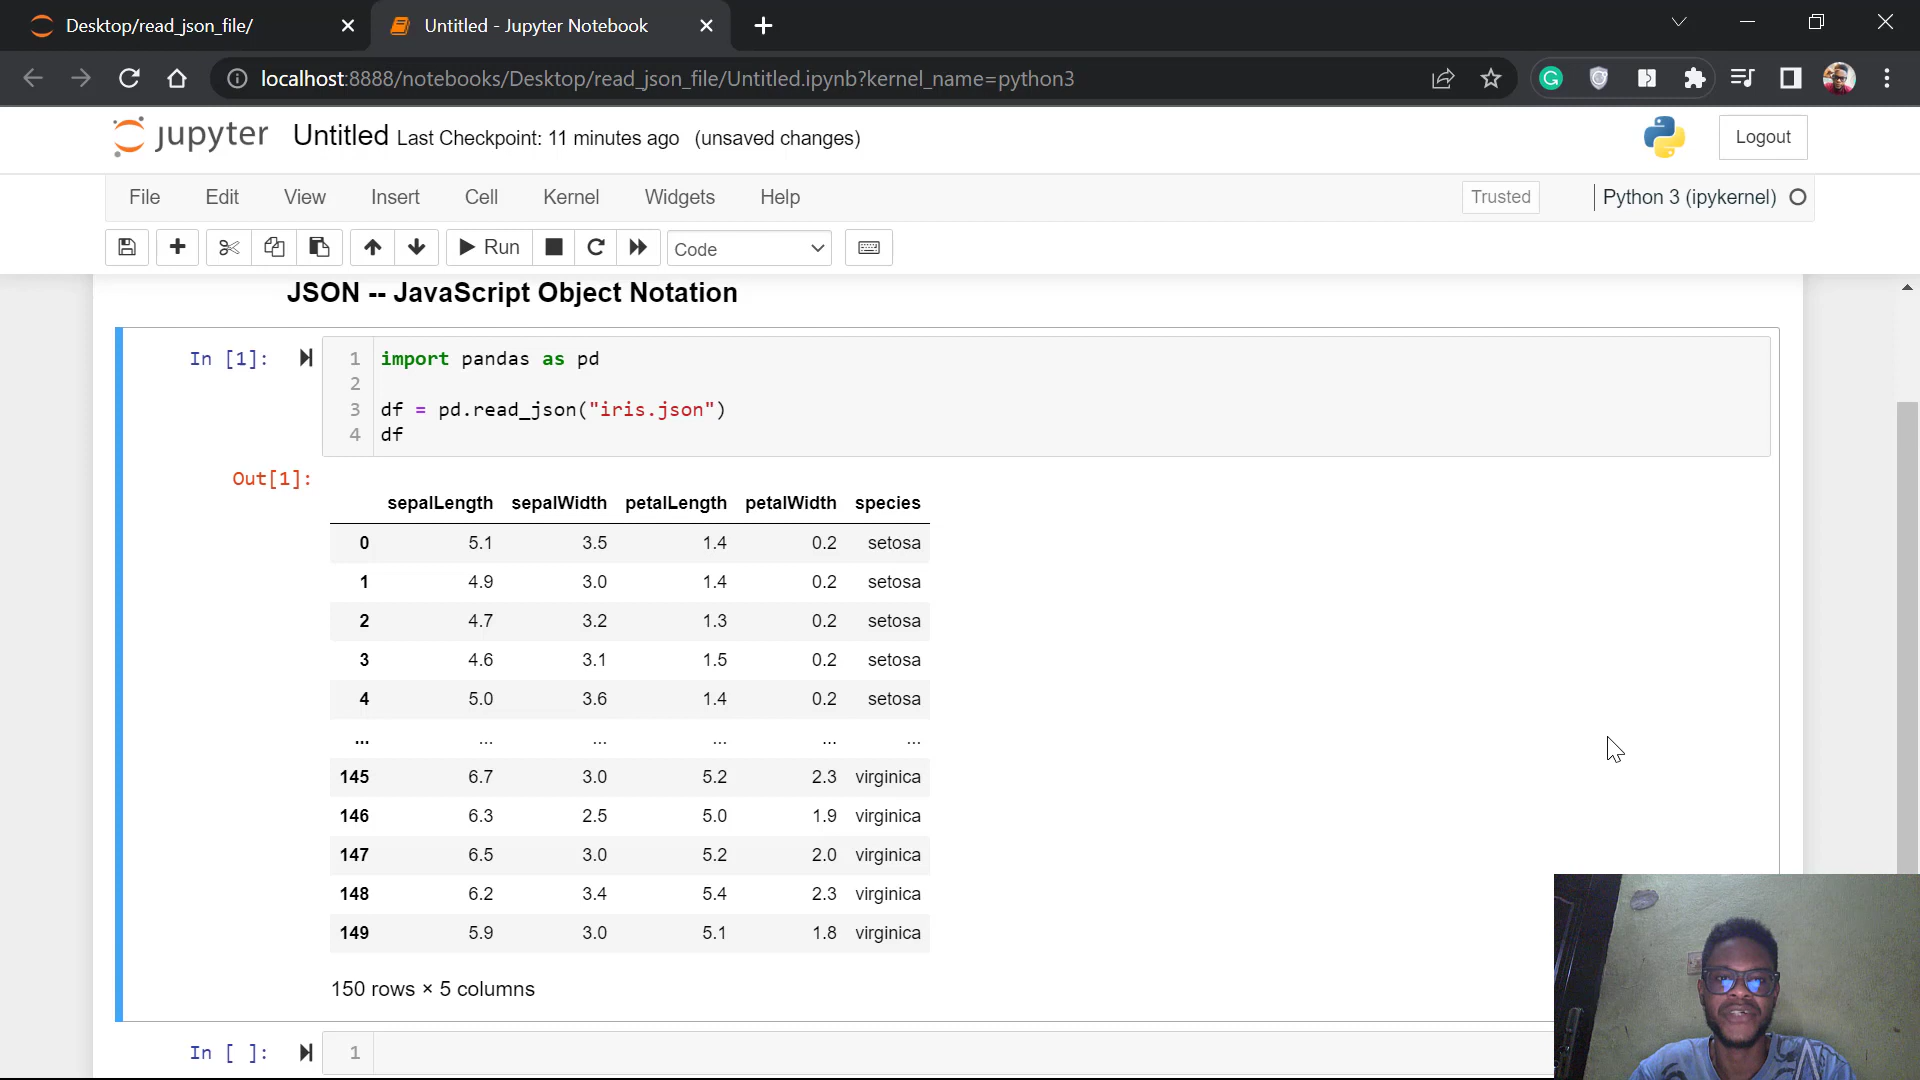 Desktop/read_json_file/
Untitled - Jupyter Notebook
localhost:8888/notebooks/Desktop/read_json_file/Untitled.ipynb?kernel_name=python3
jupyter Untitled Last Checkpoint: 11 minutes ago (unsaved changes)
Logout
File Edit View Insert Cell Kernel Widgets Help
Trusted
Python 3 (ipykernel)
Run
Code
JSON -- JavaScript Object Notation
In [1]:
1 import pandas as pd
2
3 df = pd.read_json("iris.json")
4 df
Out[1]:
sepalLength sepalWidth petalLength petalWidth species
0 5.1 3.5 1.4 0.2 setosa
1 4.9 3.0 1.4 0.2 setosa
2 4.7 3.2 1.3 0.2 setosa
3 4.6 3.1 1.5 0.2 setosa
4 5.0 3.6 1.4 0.2 setosa
... ... ... ... ... ...
145 6.7 3.0 5.2 2.3 virginica
146 6.3 2.5 5.0 1.9 virginica
147 6.5 3.0 5.2 2.0 virginica
148 6.2 3.4 5.4 2.3 virginica
149 5.9 3.0 5.1 1.8 virginica
150 rows × 5 columns
In [ ]:
1